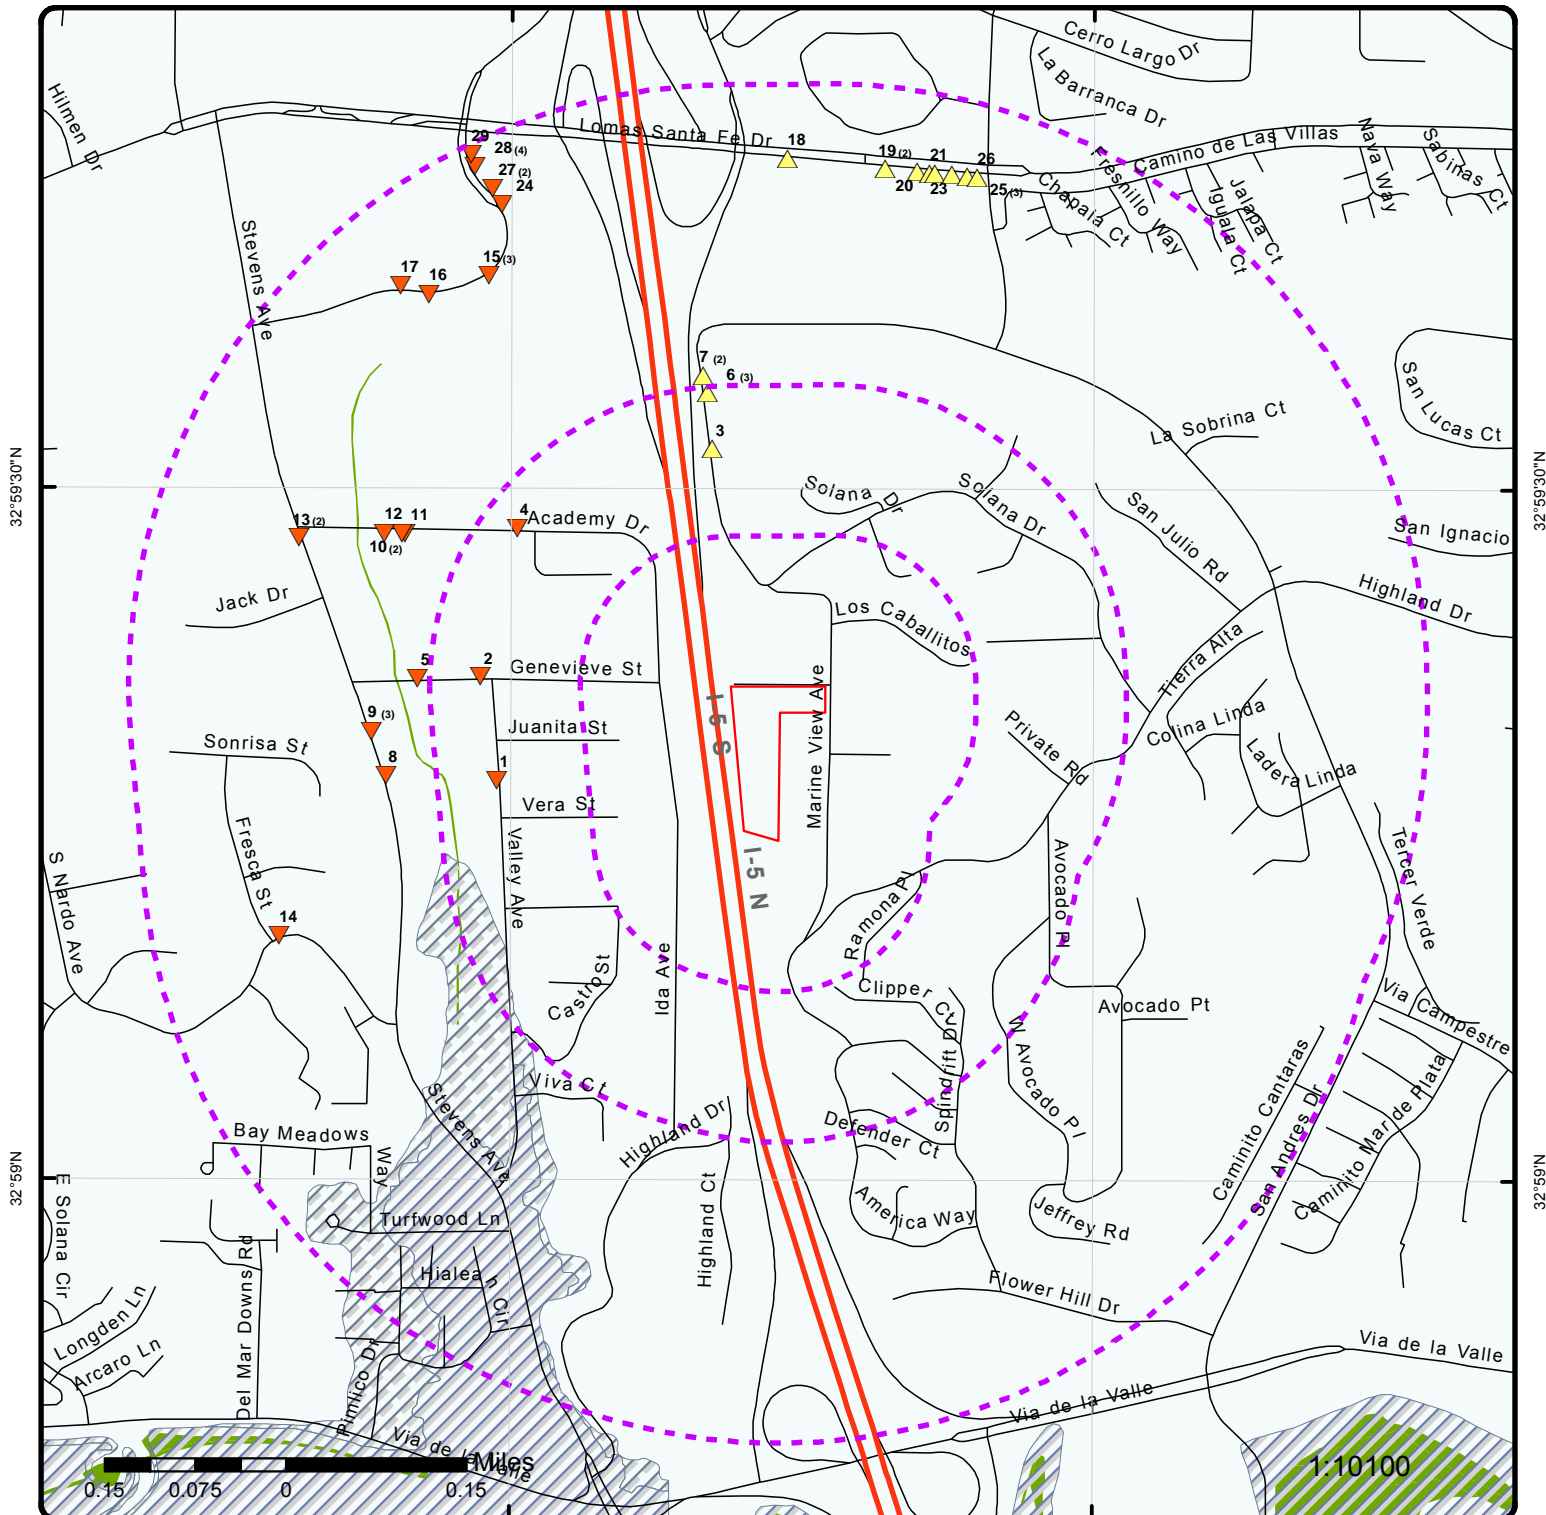 Cerro Largo Dr
La Barranca Dr
Hilmen Dr
Lomas Santa Fe Dr
18
29
28 (4)
27 (2)
24
19 (2)
21
26
20
23
25 (3)
Camino de Las Villas
Nava Way
Sabinas Ct
Fresnillo Way
Chapala Ct
Iguala Ct
Jalapa Ct
Stevens Ave
17
16
15 (3)
7 (2)
6 (3)
3
La Sobrina Ct
San Lucas Ct
32°59'30"N
32°59'30"N
Solana Dr
Solana Dr
San Julio Rd
San Ignacio
13 (2)
12
11
10 (2)
4
Academy Dr
Jack Dr
Los Caballitos
Highland Dr
Tierra Alta
5
2
Genevieve St
9 (3)
Juanita St
I-5 S
Marine View Ave
Private Rd
Colina Linda
Ladera Linda
Sonrisa St
8
1
Vera St
Fresca St
Valley Ave
I-5 N
Avocado Pl
Tercer Verde
S Nardo Ave
14
Ramona Pl
Castro St
Ida Ave
Clipper Ct
Avocado Pt
Via Campestre
Spindrift Dr
N Avocado Pl
Caminito Cantaras
San Andres Dr
Caminito Mar de Plata
Viva Ct
Stevens Ave
Highland Dr
Defender Ct
Bay Meadows
Way
32°59'N
32°59'N
E Solana Cir
Turfwood Ln
Highland Ct
America Way
Jeffrey Rd
Del Mar Downs Rd
Hialeah Cir
Flower Hill Dr
Longden Ln
Arcaro Ln
Pimlico Dr
Via de la Valle
Via de la Valle
Via de la Valle
Miles
0.15 0.075 0 0.15
1:10100